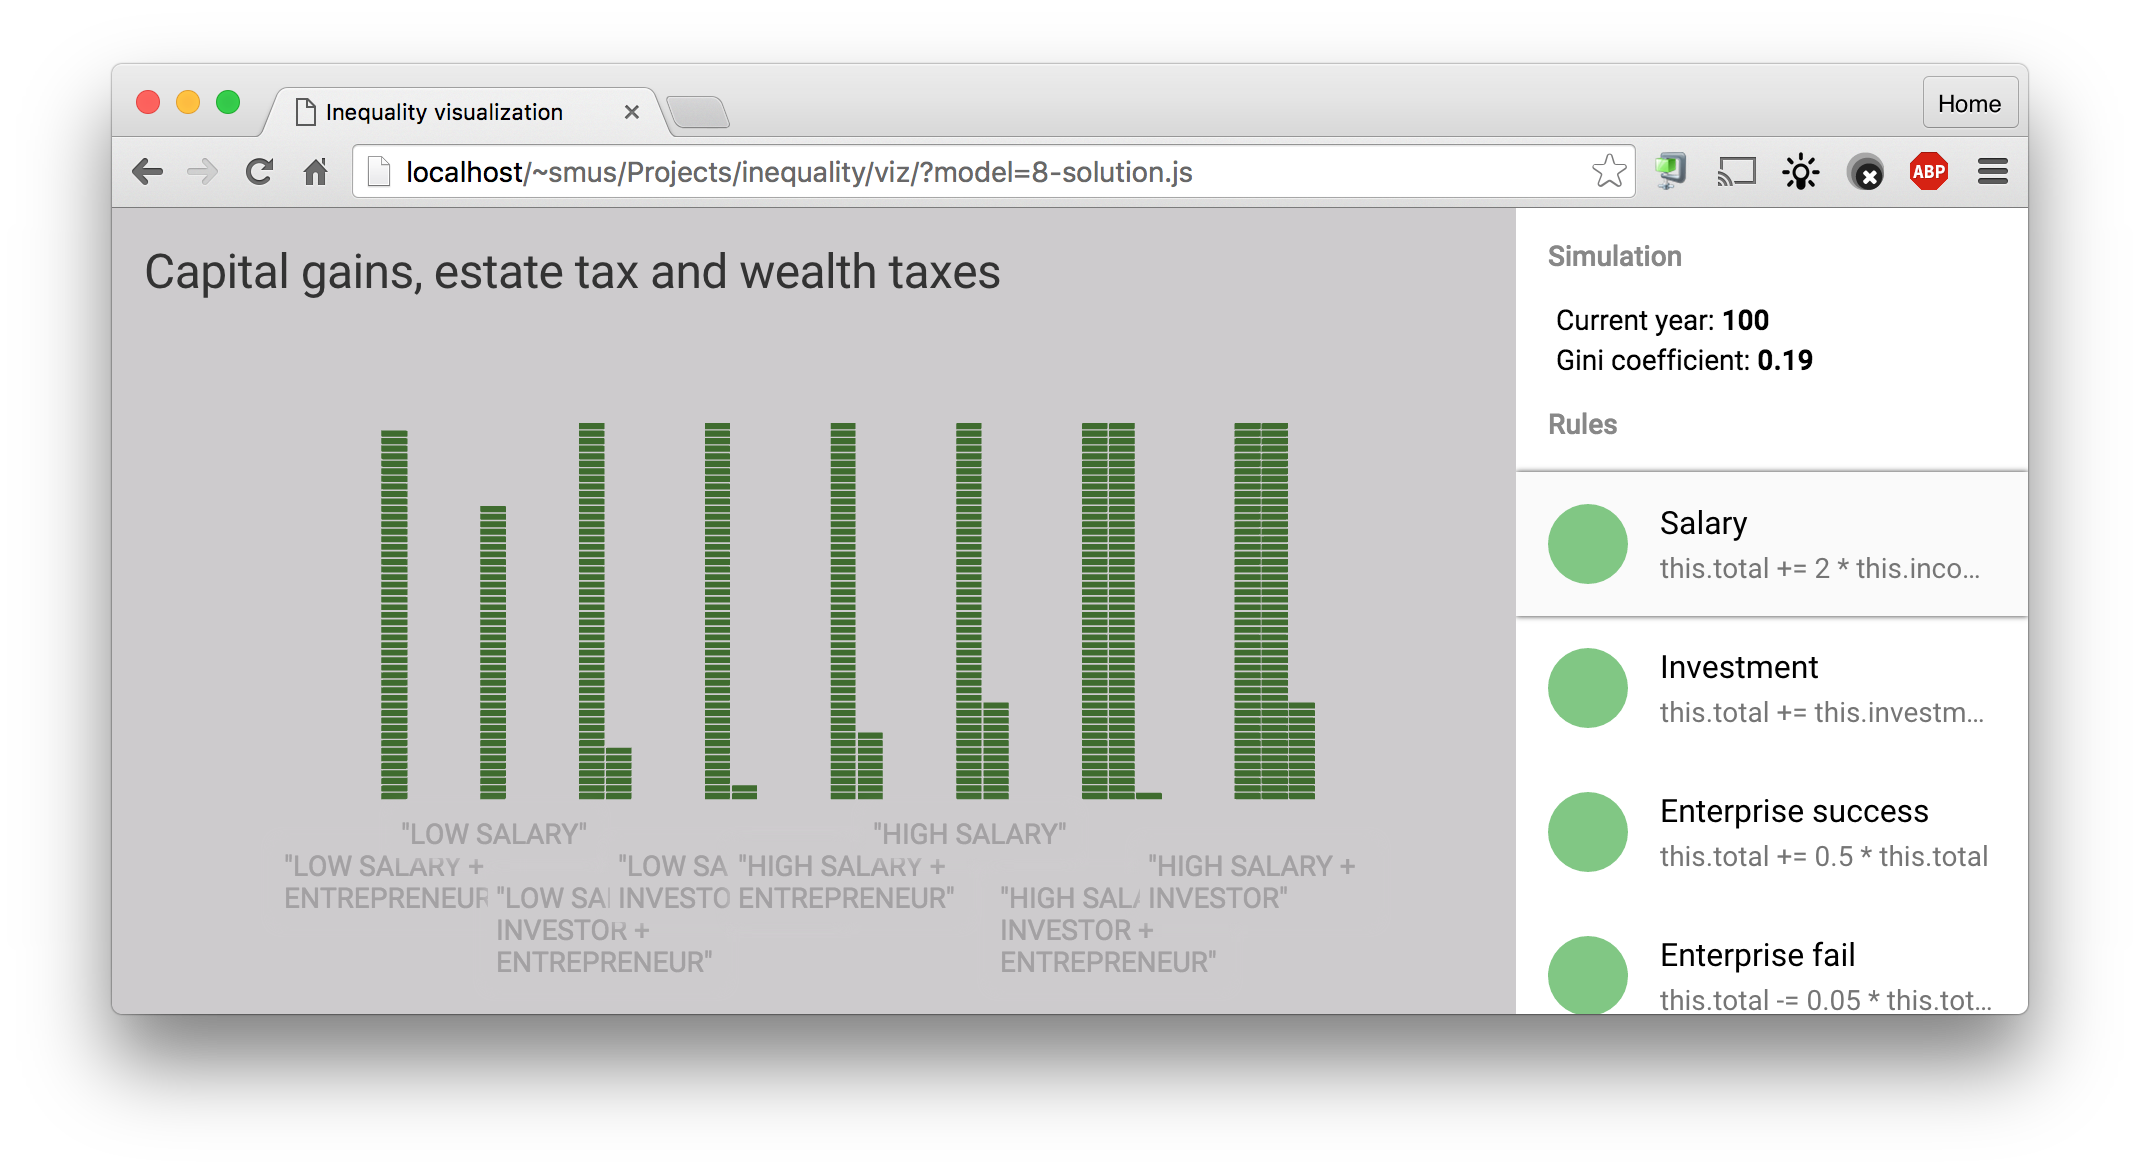 Inequality visualization
Home
localhost/~smus/Projects/inequality/viz/?model=8-solution.js
ABP
Capital gains, estate tax and wealth taxes
"LOW SALARY"
"HIGH SALARY"
"LOW SALARY +
ENTREPRENEUR
"LOW SA
INVESTO
"HIGH SALARY +
ENTREPRENEUR"
"HIGH SALARY +
INVESTOR"
"LOW SAL
INVESTOR +
ENTREPRENEUR"
"HIGH SALA
INVESTOR +
ENTREPRENEUR"
Simulation
Current year: 100
Gini coefficient: 0.19
Rules
Salary
this.total += 2 * this.inco…
Investment
this.total += this.investm…
Enterprise success
this.total += 0.5 * this.total
Enterprise fail
this.total -= 0.05 * this.tot…